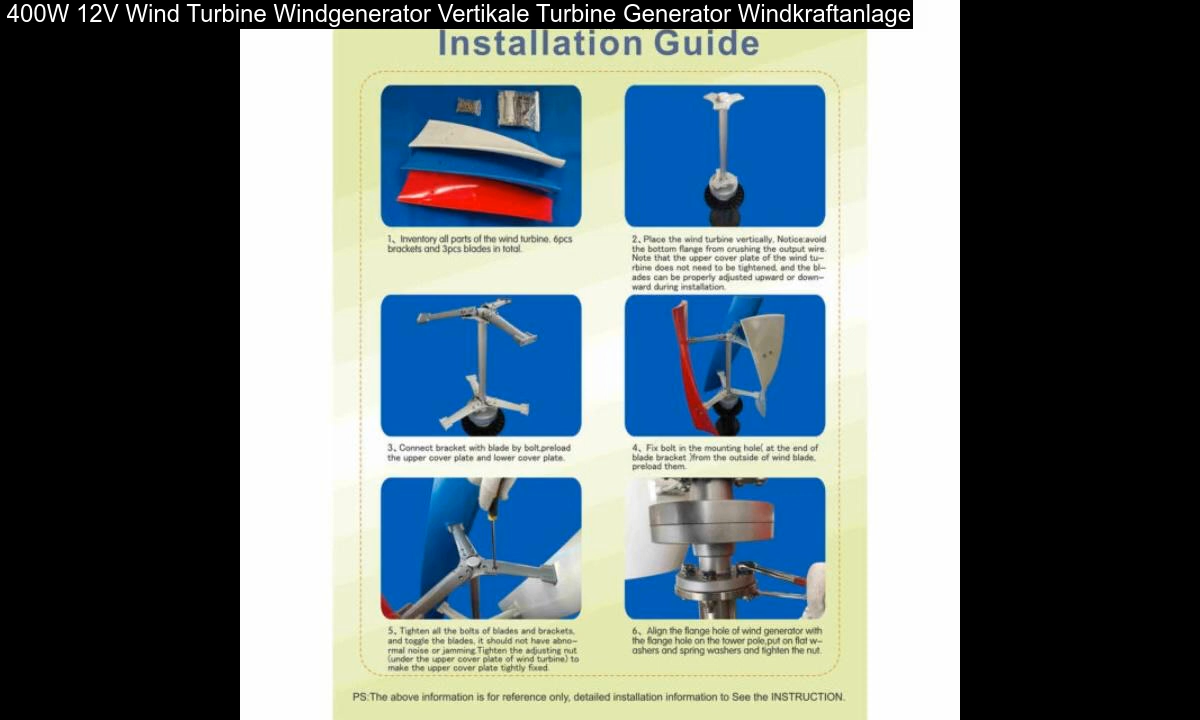 400W 12V Wind Turbine Windgenerator Vertikale Turbine Generator Windkraftanlage
Installation Guide
1、Inventory all parts of the wind turbine. 6pcs
brackets and 3pcs blades in total.
2、Place the wind turbine vertically, Notice:avoid
the bottom flange from crushing the output wire.
Note that the upper cover plate of the wind tu-
rbine does not need to be tightened, and the bl-
ades can be properly adjusted upward or down-
ward during installation.
3、Connect bracket with blade by bolt,preload
the upper cover plate and lower cover plate.
4、Fix bolt in the mounting hole( at the end of
blade bracket )from the outside of wind blade,
preload them.
5、Tighten all the bolts of blades and brackets,
and toggle the blades, it should not have abno-
rmal noise or jamming.Tighten the adjusting nut
(under the upper cover plate of wind turbine) to
make the upper cover plate tightly fixed.
6、Align the flange hole of wind generator with
the flange hole on the tower pole,put on flat w-
ashers and spring washers and tighten the nut.
PS:The above information is for reference only, detailed installation information to See the INSTRUCTION.